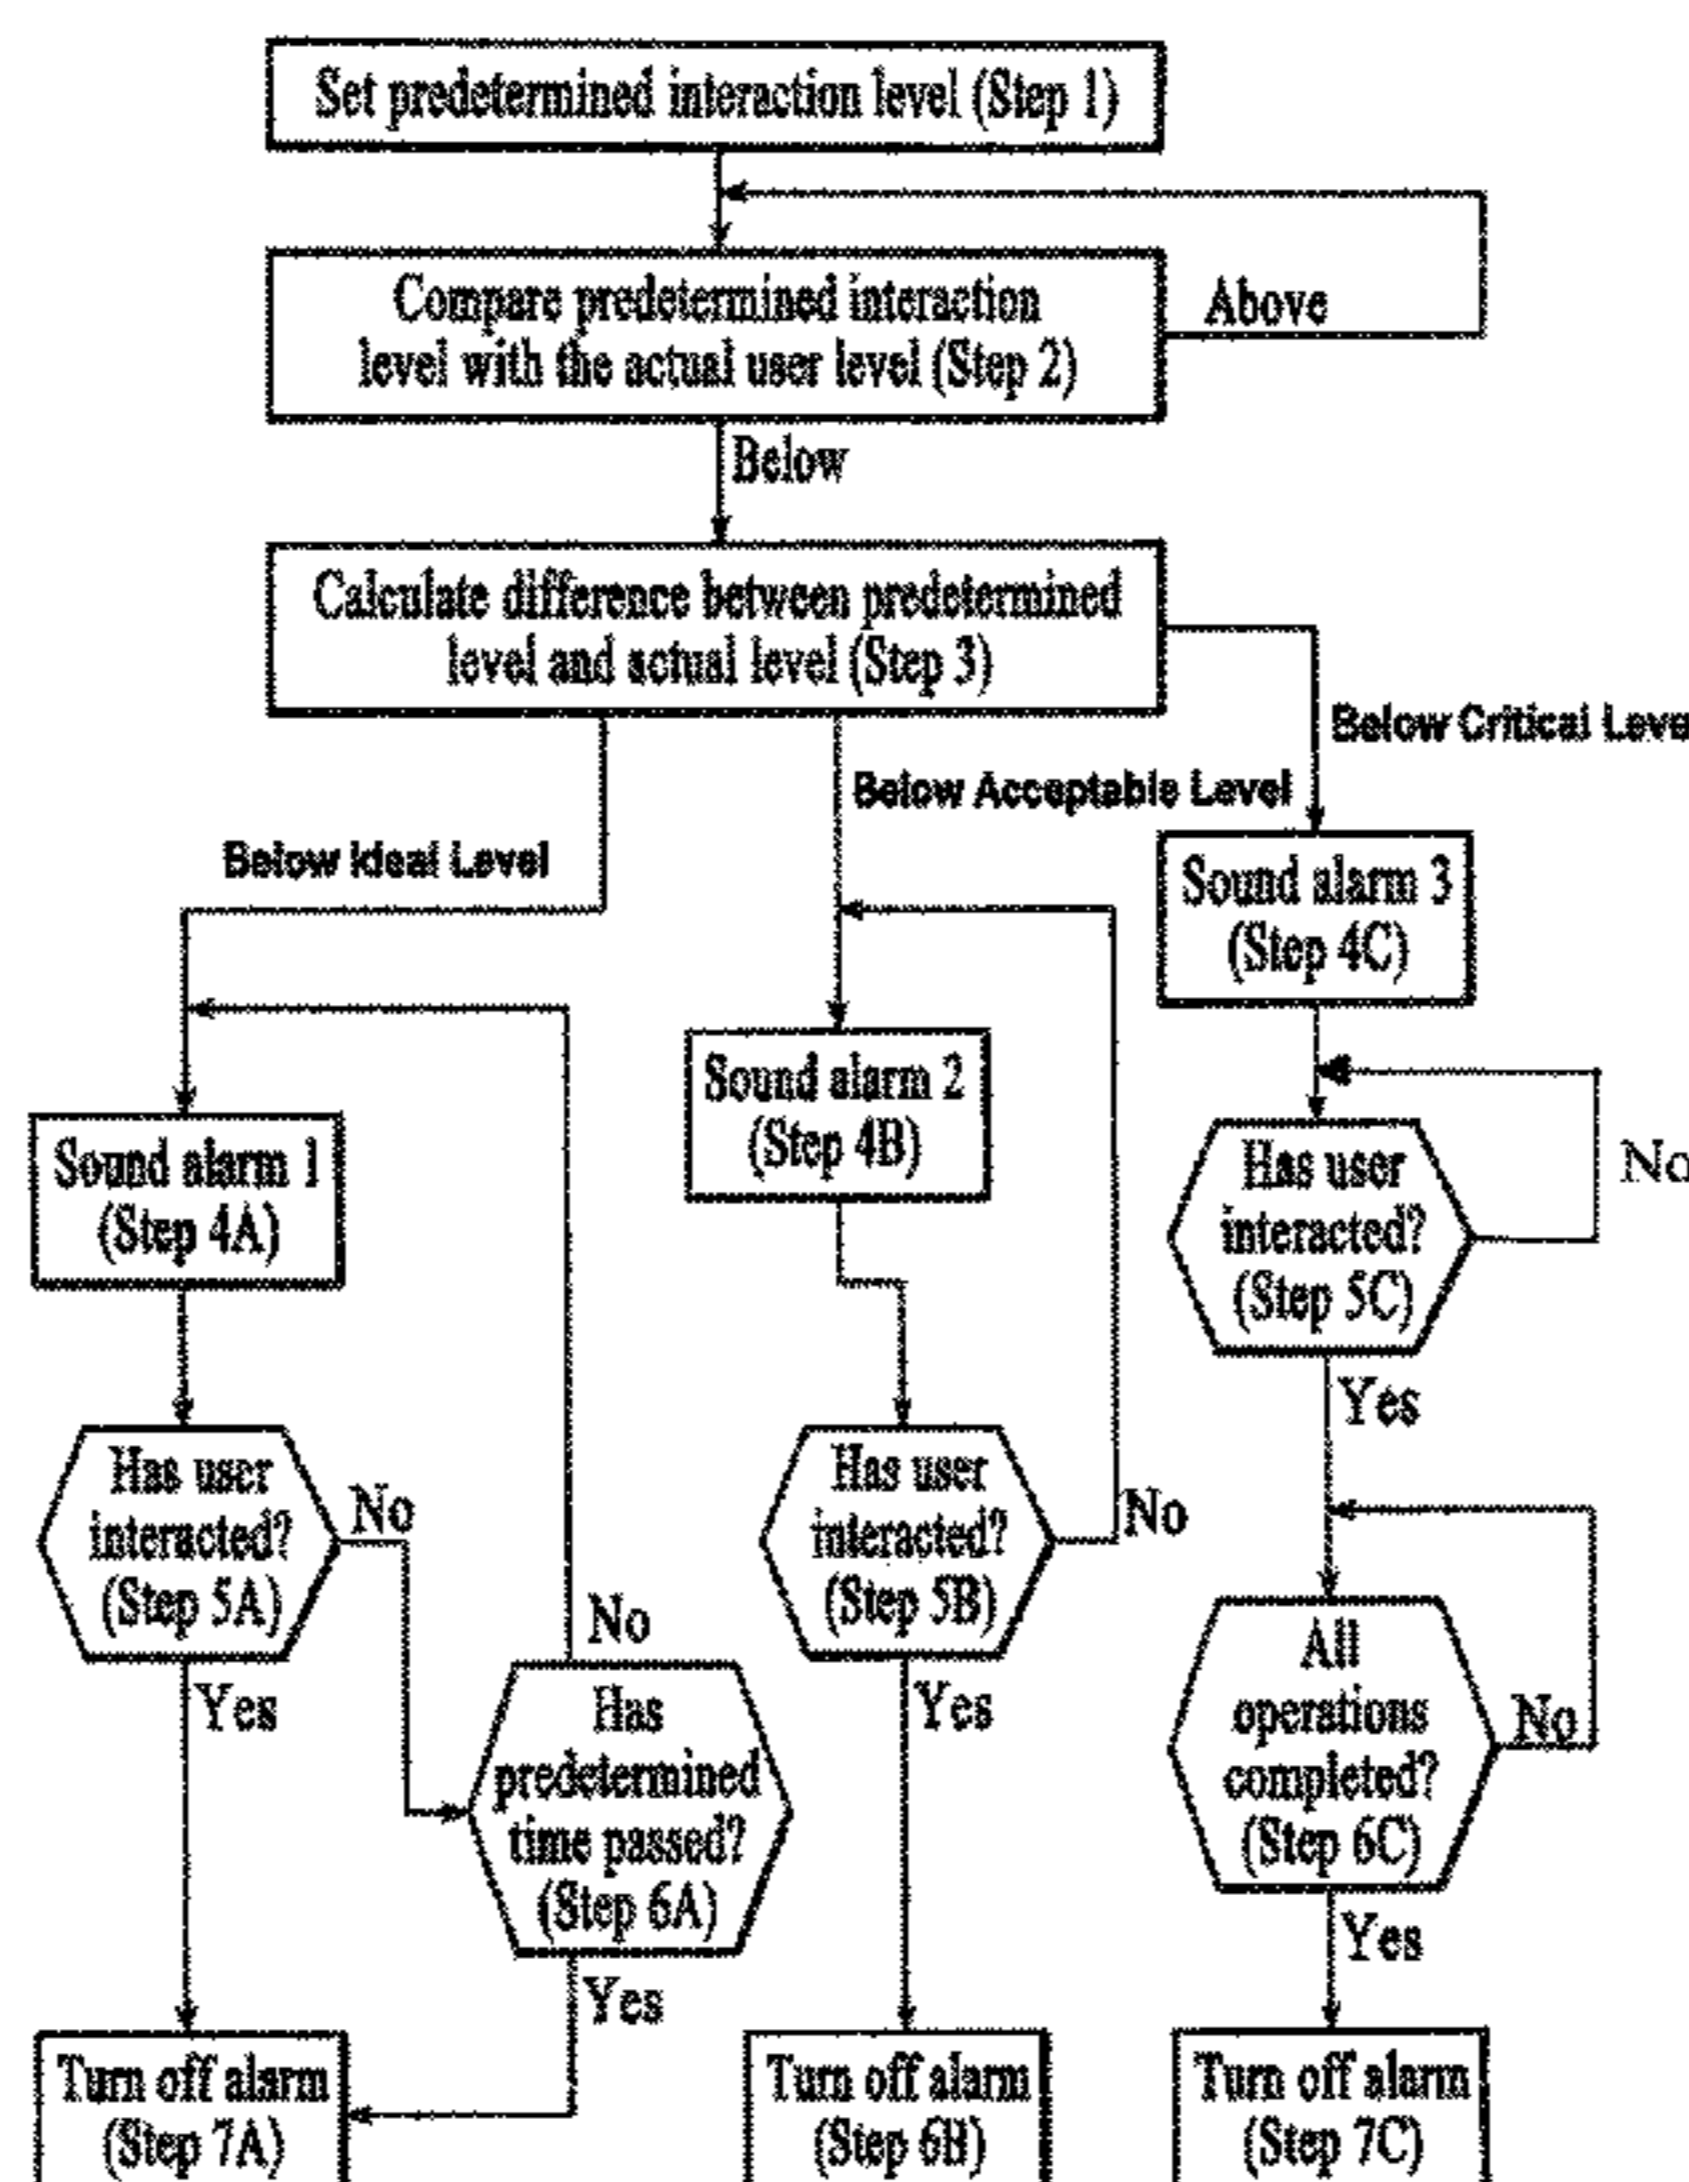 Set predetermined interaction level (Step 1)
Compare predetermined interaction
level with the actual user level (Step 2)
Above
Below
Calculate difference between predetermined
level and actual level (Step 3)
Below Critical Leve
Below Acceptable Level
Below Ideal Level
Sound alarm 3
(Step 4C)
Sound alarm 2
(Step 4B)
Sound alarm 1
(Step 4A)
Has user
interacted?
(Step 5C)
No
Yes
Has user
interacted?
(Step 5A)
No
Yes
Has user
interacted?
(Step 5B)
No
Yes
No
Has
predetermined
time passed?
(Step 6A)
Yes
All
operations
completed?
(Step 6C)
No
Yes
Turn off alarm
(Step 7A)
Turn off alarm
(Step 6B)
Turn off alarm
(Step 7C)